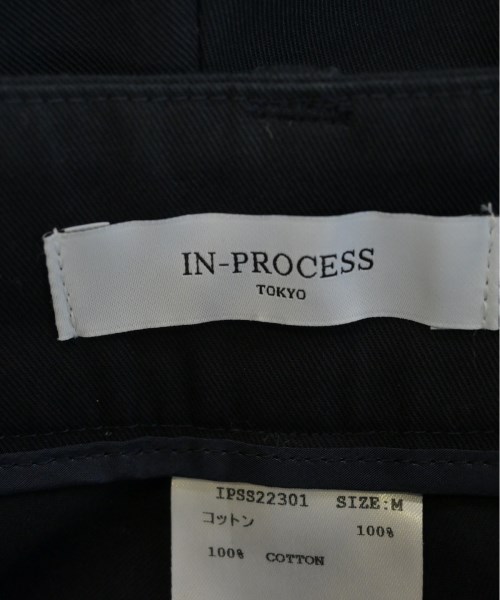 IN-PROCESS
TOKYO
IPSS22301 SIZE:M
コットン 100%
100% COTTON